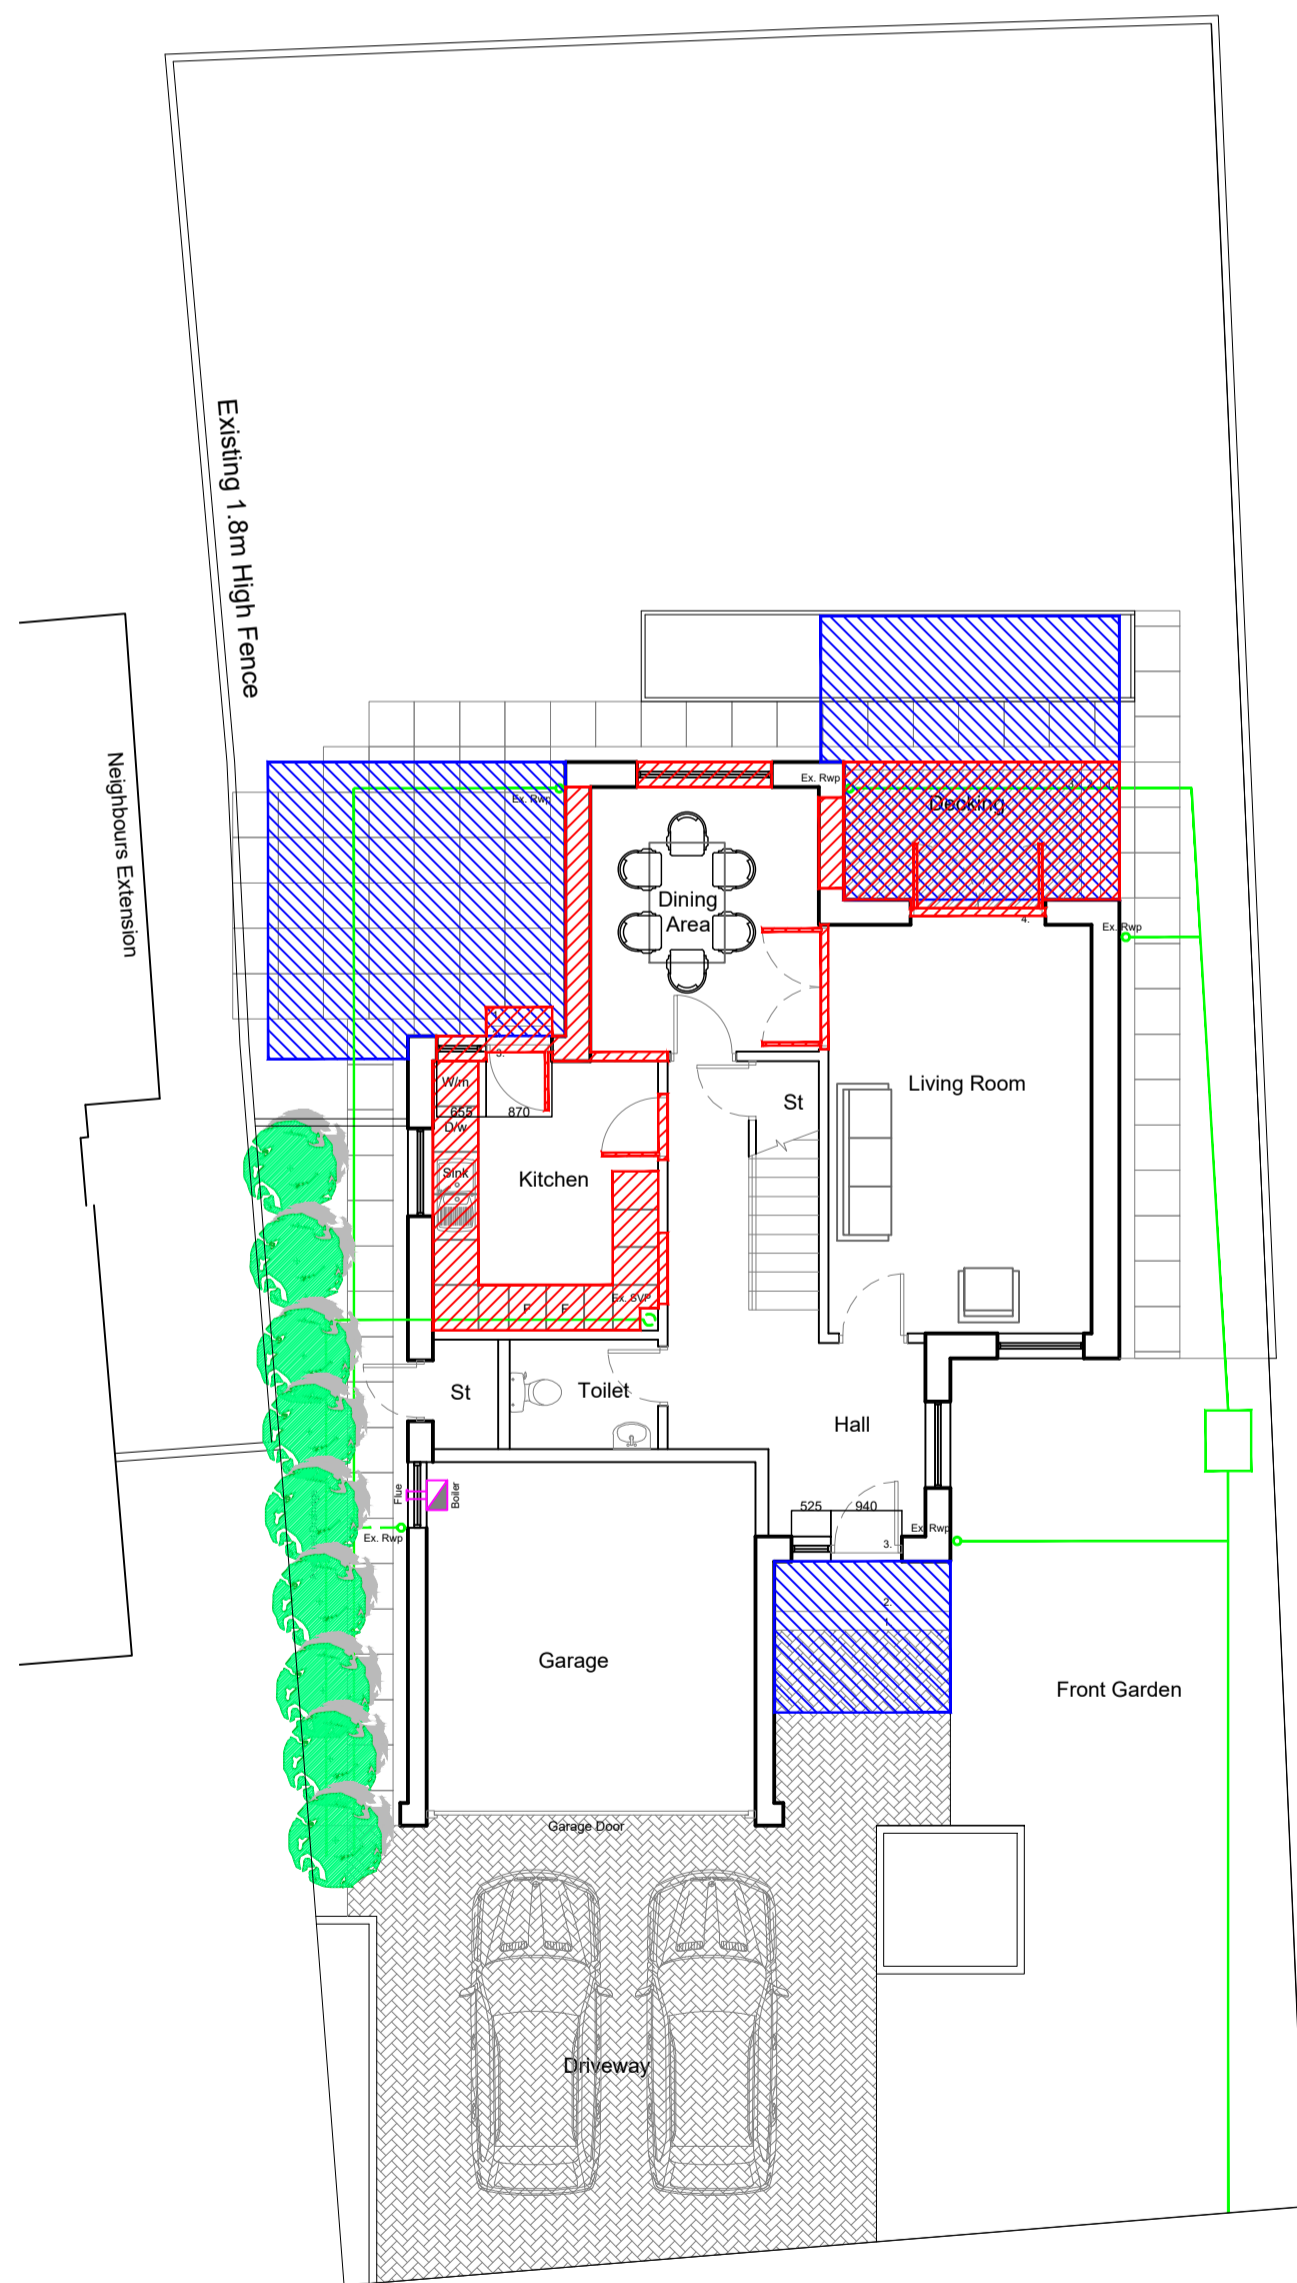 Existing 1.8m High Fence
Neighbours Extension
Ex. Rwp
Ex. Rwp
Decking
Dining
Area
4.
Ex. Rwp
1.
3.
W/m
655
870
D/w
Sink
Kitchen
St
Living Room
Ex. SVP
F
F
St
Toilet
Hall
Flue
Boiler
Ex. Rwp
525
940
3.
Ex. Rwp
2.
1.
Garage
Front Garden
Garage Door
Driveway